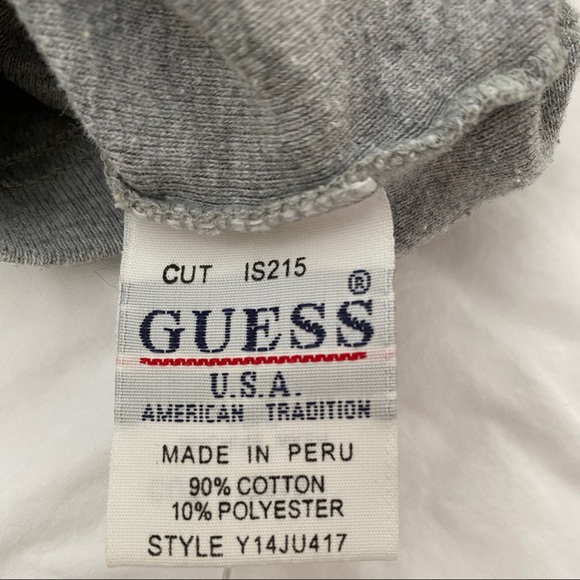 CUT IS215
GUESS®
U.S.A.
AMERICAN TRADITION
MADE IN PERU
90% COTTON
10% POLYESTER
STYLE Y14JU417